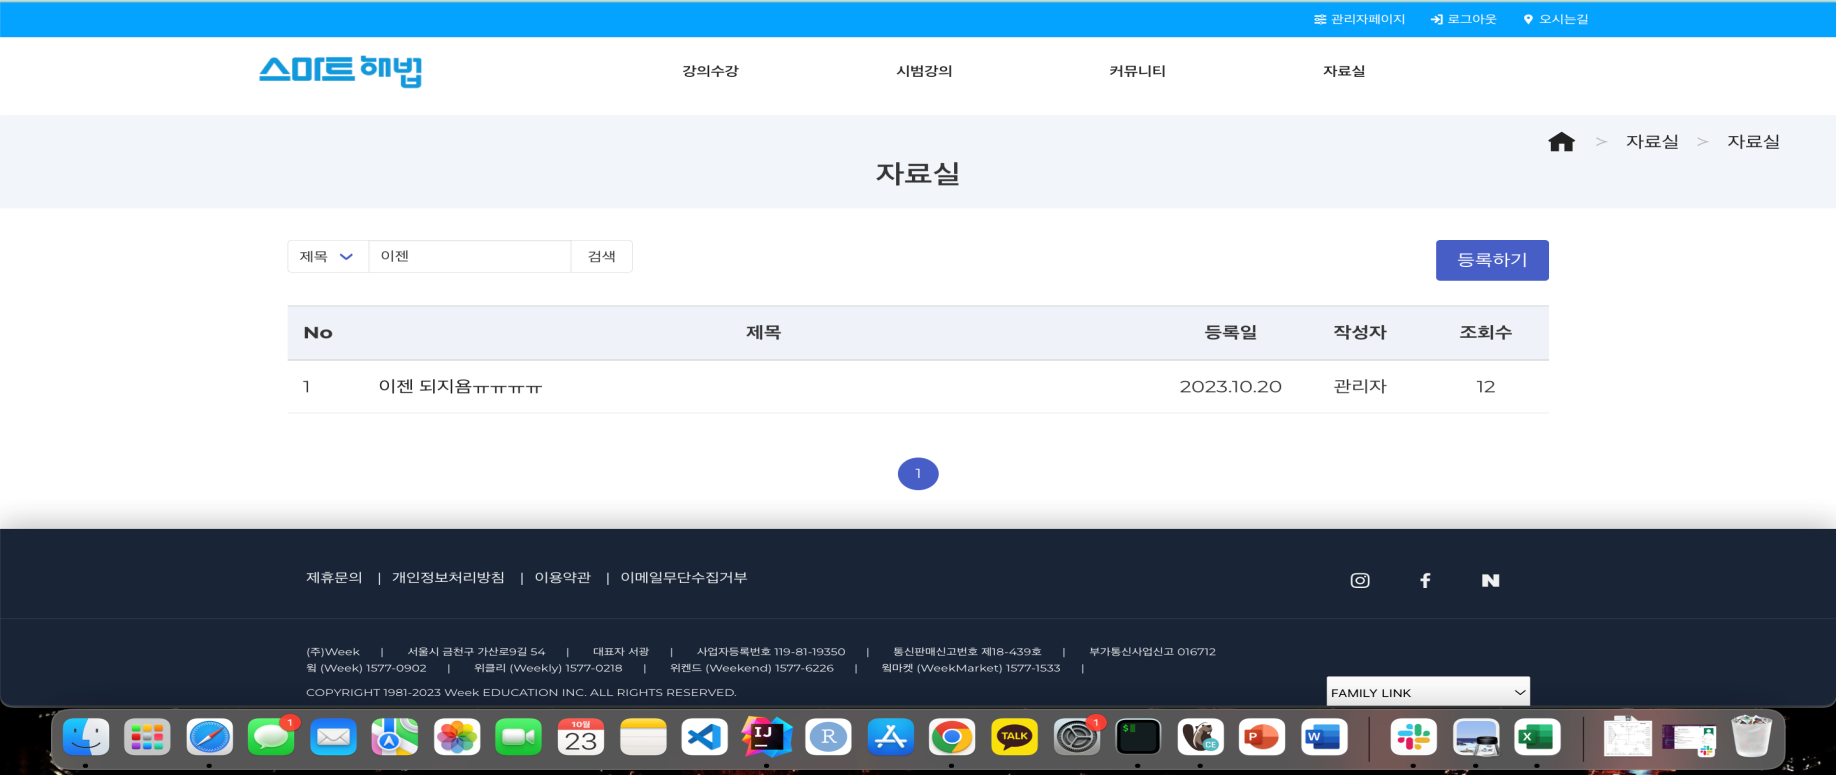 관리자페이지 로그아웃 오시는길
스마트해법 강의수강 시범강의 커뮤니티 자료실
> 자료실 > 자료실
자료실
제목 이젠 검색 등록하기
No 제목 등록일 작성자 조회수
1 이젠 되지욤ㅠㅠㅠㅠ 2023.10.20 관리자 12
1
제휴문의 | 개인정보처리방침 | 이용약관 | 이메일무단수집거부
(주)Week | 서울시 금천구 가산로9길 54 | 대표자 서광 | 사업자등록번호 119-81-19350 | 통신판매신고번호 제18-439호 | 부가통신사업신고 016712
윅 (Week) 1577-0902 | 위클리 (Weekly) 1577-0218 | 위켄드 (Weekend) 1577-6226 | 윅마켓 (WeekMarket) 1577-1533 |
COPYRIGHT 1981-2023 Week EDUCATION INC. ALL RIGHTS RESERVED.
FAMILY LINK
1 10월 23 IJ R TALK 1 $ CE P W X